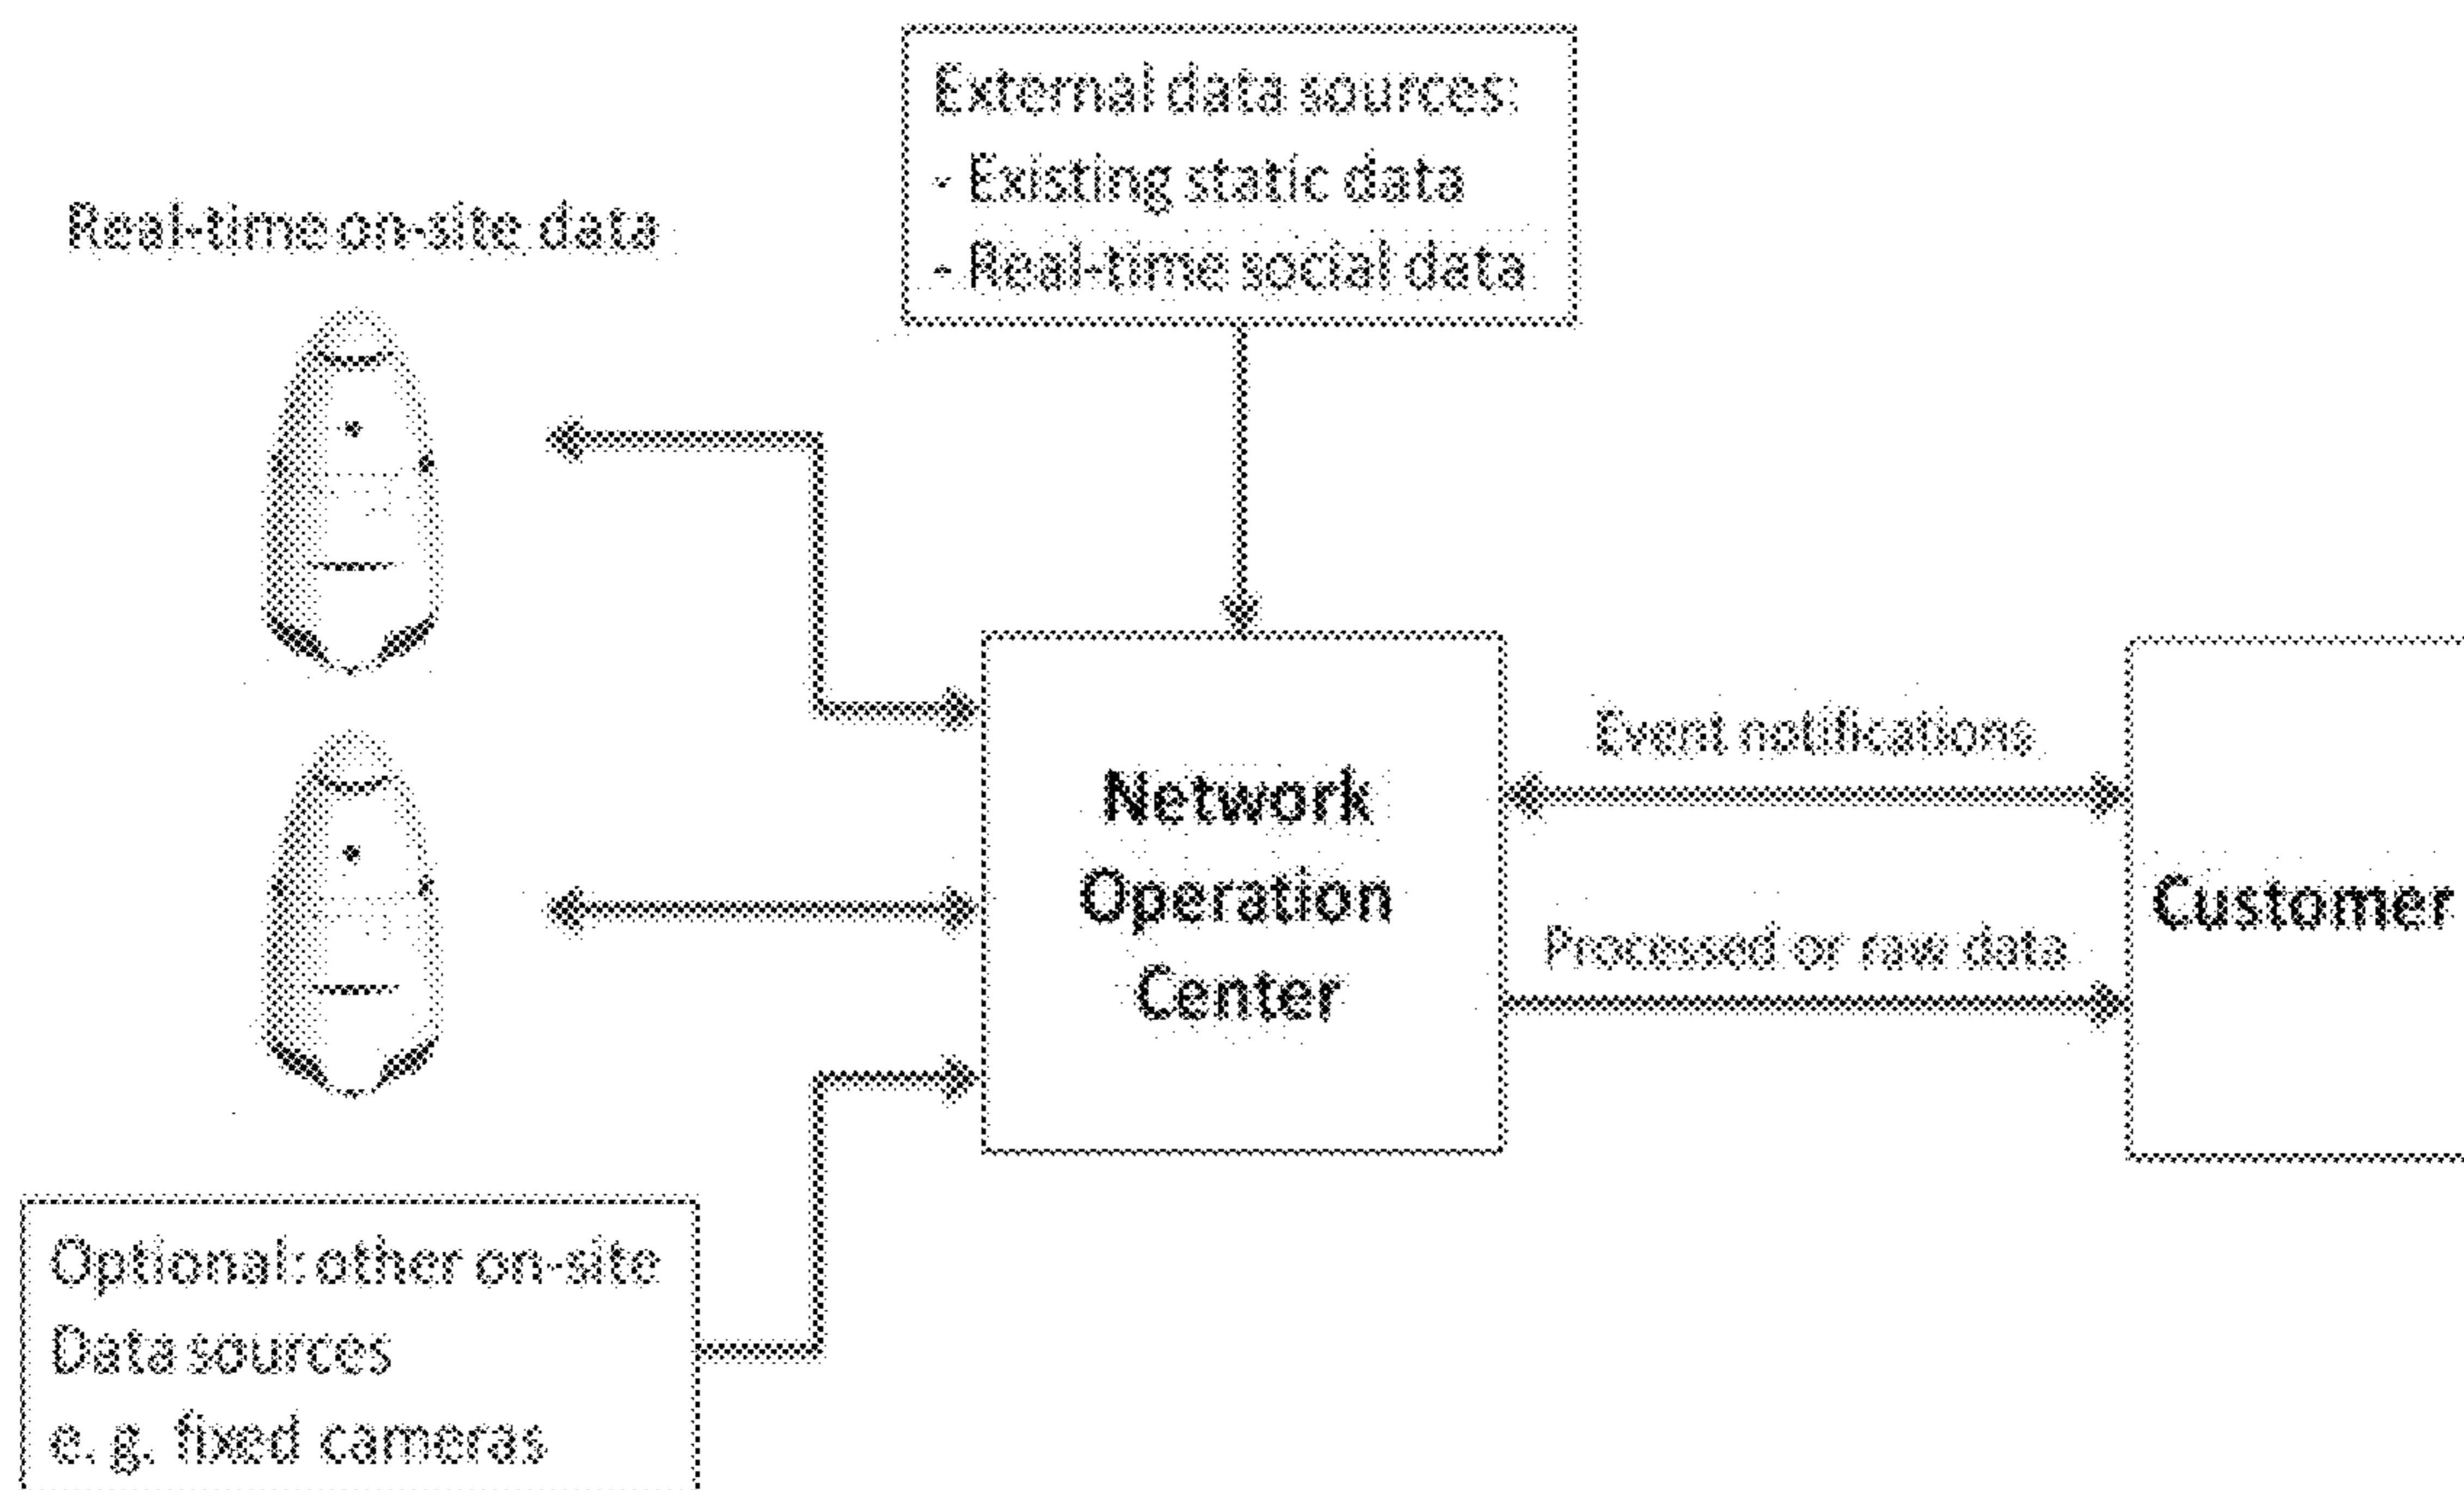 External data sources:
- Existing static data
- Real-time social data
Real-time on-site data
Network
Operation
Center
Event notifications
Processed or raw data
Customer
Optional: other on-site
Data sources
e. g. fixed cameras